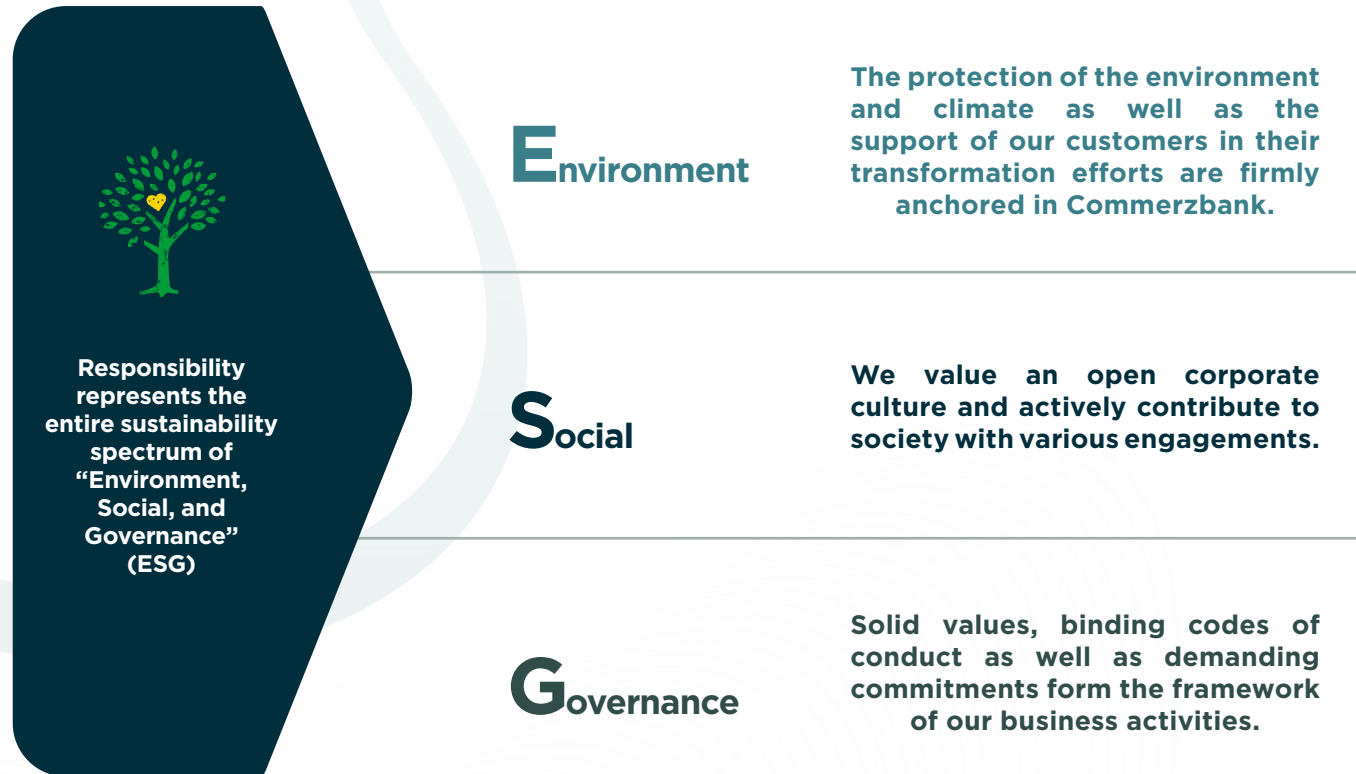 Responsibility
represents the
entire sustainability
spectrum of
“Environment,
Social, and
Governance”
(ESG)
Environment
The protection of the environment
and climate as well as the
support of our customers in their
transformation efforts are firmly
anchored in Commerzbank.
Social
We value an open corporate
culture and actively contribute to
society with various engagements.
Governance
Solid values, binding codes of
conduct as well as demanding
commitments form the framework
of our business activities.